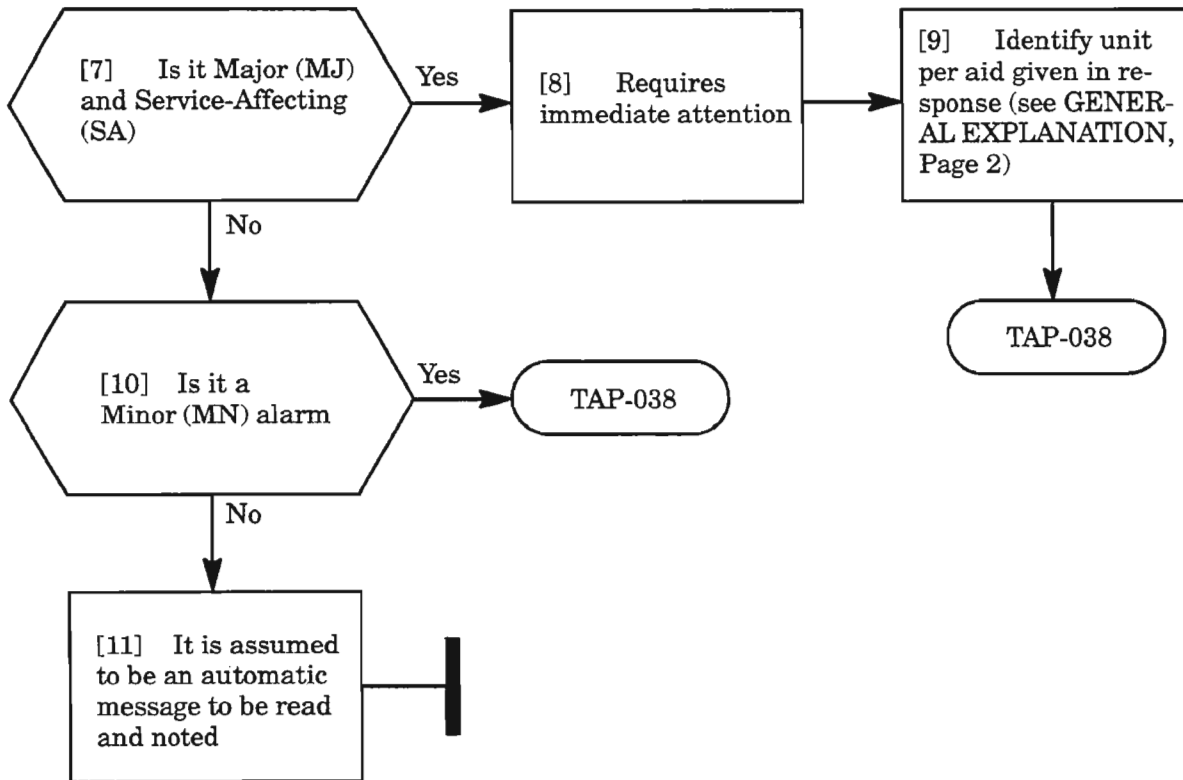 [7] Is it Major (MJ)
and Service-Affecting
(SA)
Yes
[8] Requires
immediate attention
[9] Identify unit
per aid given in re-
sponse (see GENER-
AL EXPLANATION,
Page 2)
TAP-038
No
[10] Is it a
Minor (MN) alarm
Yes
TAP-038
No
[11] It is assumed
to be an automatic
message to be read
and noted